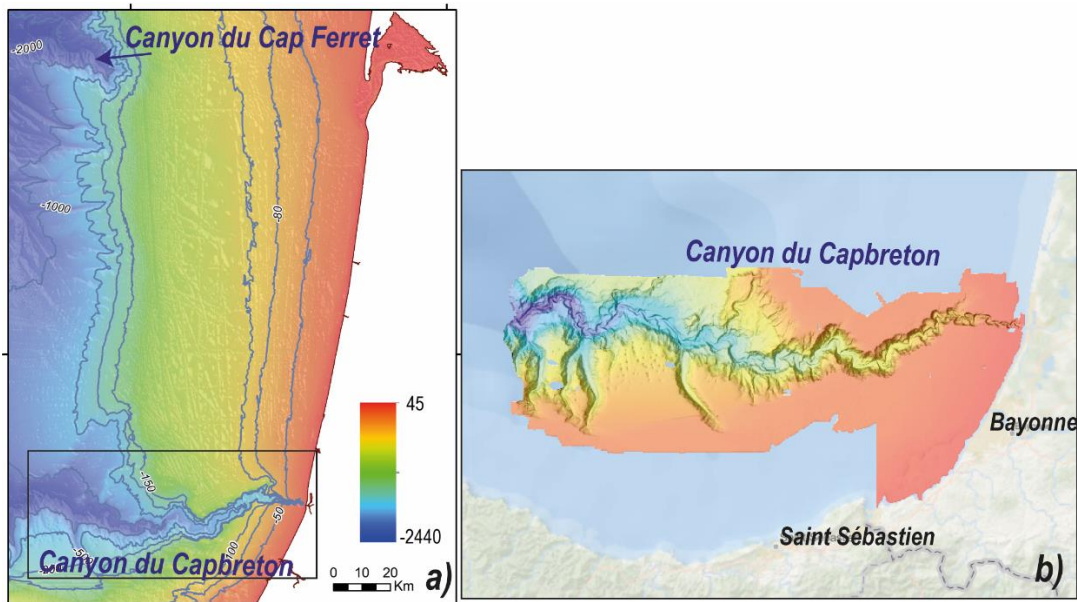 -2000
Canyon du Cap Ferret
-1000
-80
45
-2440
-150
-50
100
-500
Canyon du Capbreton
0 10 20
Km
a)
Canyon du Capbreton
Bayonne
Saint Sébastien
b)